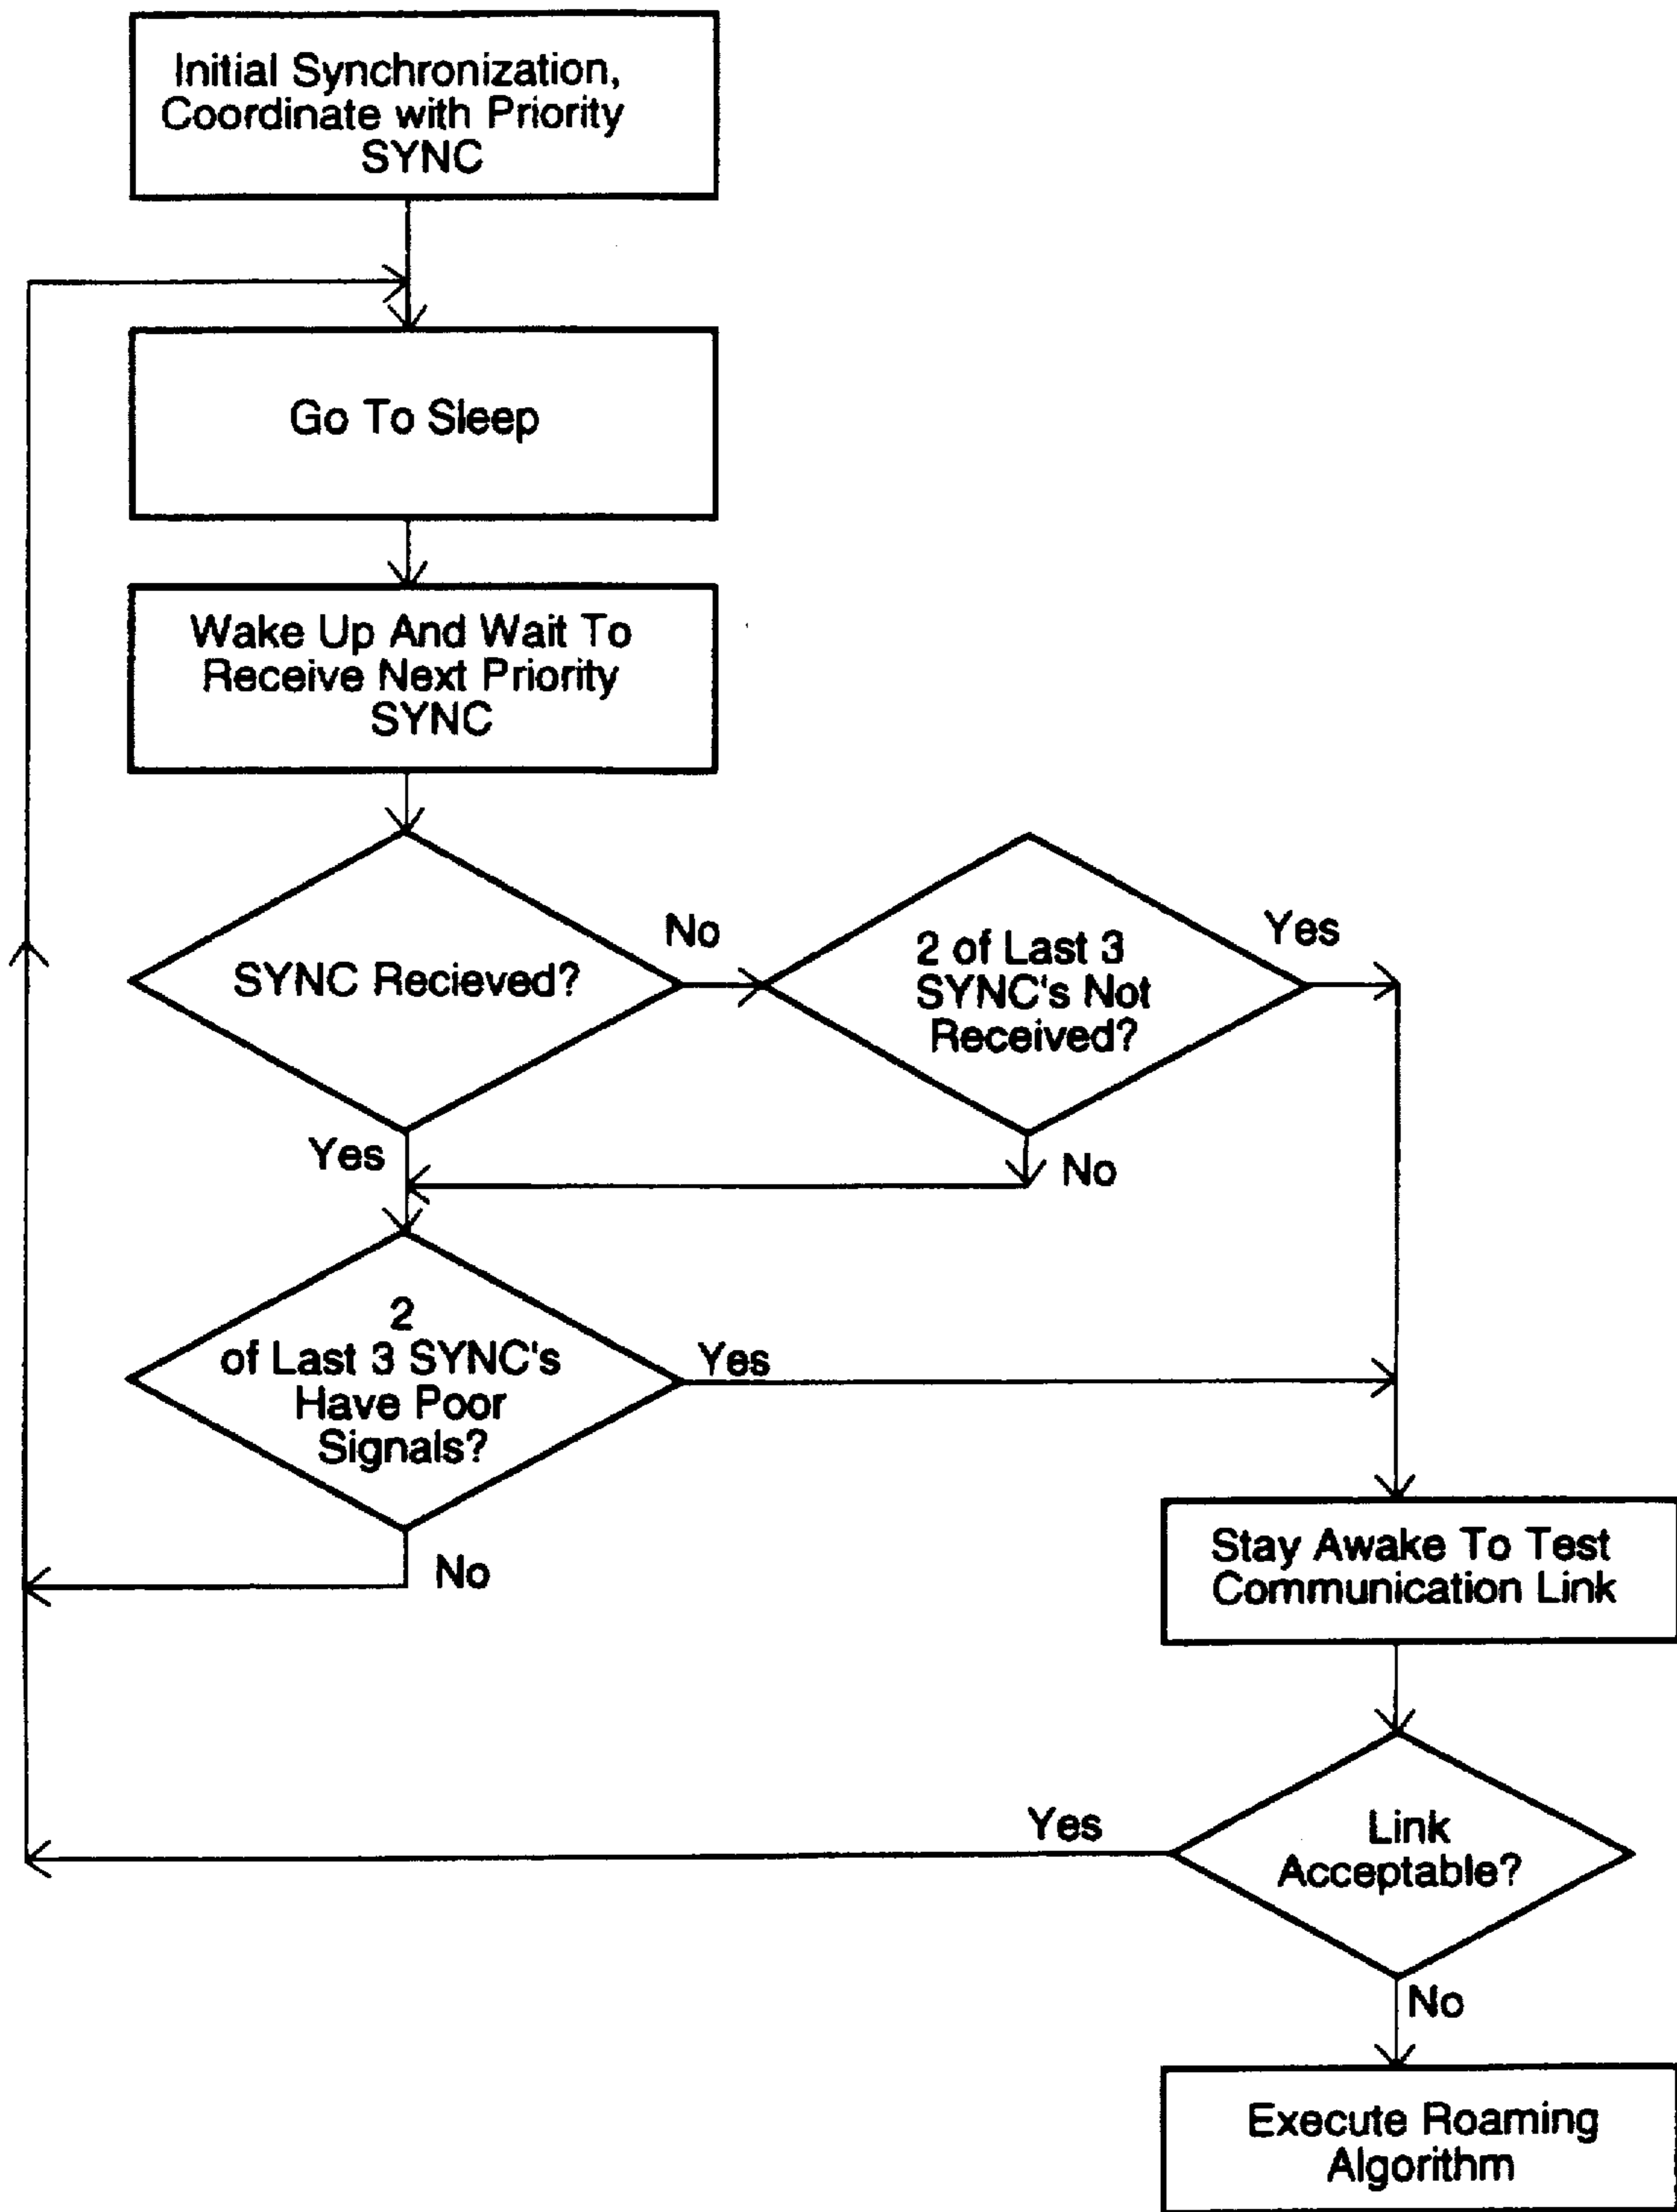 Initial Synchronization,
Coordinate with Priority
SYNC
Go To Sleep
Wake Up And Wait To
Receive Next Priority
SYNC
SYNC Recieved?
No
2 of Last 3
SYNC's Not
Received?
Yes
Yes
No
2
of Last 3 SYNC's
Have Poor
Signals?
Yes
No
Stay Awake To Test
Communication Link
Link
Acceptable?
Yes
No
Execute Roaming
Algorithm